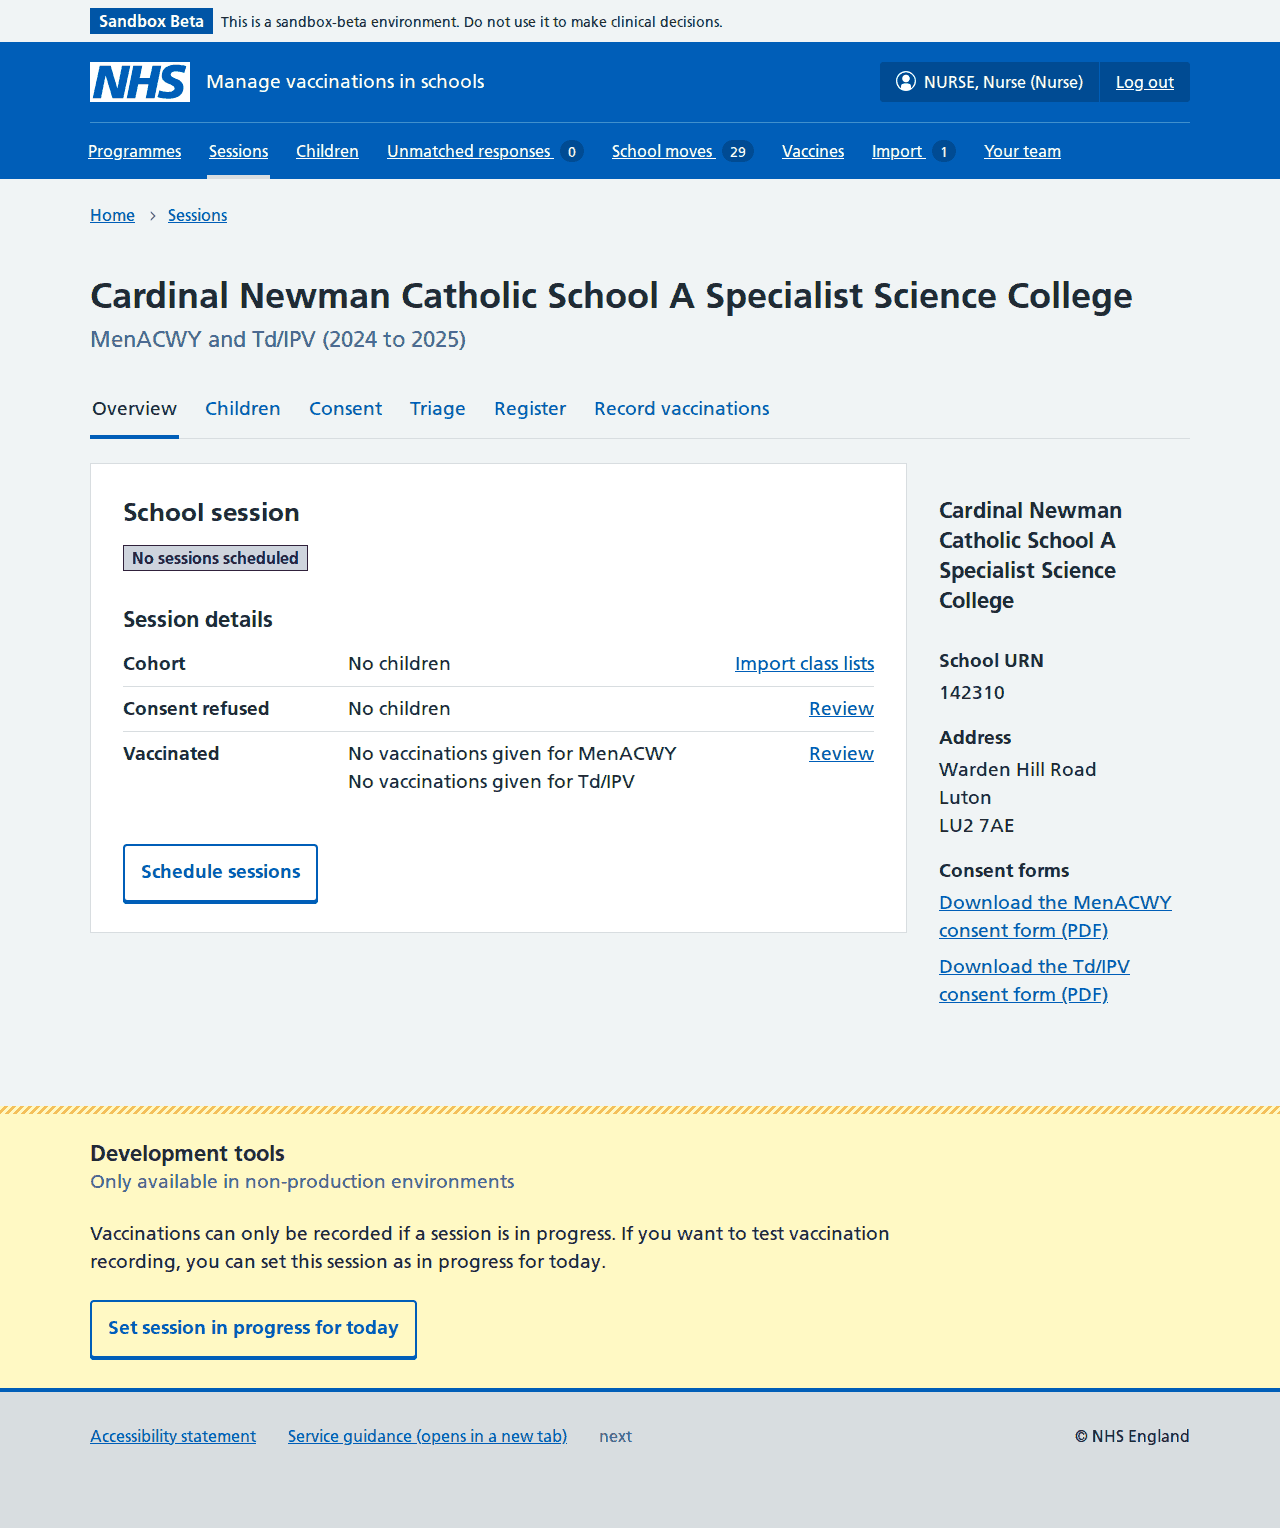 Sandbox Beta This is a sandbox-beta environment. Do not use it to make clinical decisions.
NHS Manage vaccinations in schools NURSE, Nurse (Nurse) Log out
Programmes Sessions Children Unmatched responses 0 School moves 29 Vaccines Import 1 Your team
Home Sessions
Cardinal Newman Catholic School A Specialist Science College
MenACWY and Td/IPV (2024 to 2025)
Overview Children Consent Triage Register Record vaccinations
School session
No sessions scheduled
Session details
Cohort No children Import class lists
Consent refused No children Review
Vaccinated No vaccinations given for MenACWY Review
No vaccinations given for Td/IPV
Schedule sessions
Cardinal Newman
Catholic School A
Specialist Science
College
School URN
142310
Address
Warden Hill Road
Luton
LU2 7AE
Consent forms
Download the MenACWY
consent form (PDF)
Download the Td/IPV
consent form (PDF)
Development tools
Only available in non-production environments
Vaccinations can only be recorded if a session is in progress. If you want to test vaccination
recording, you can set this session as in progress for today.
Set session in progress for today
Accessibility statement Service guidance (opens in a new tab) next © NHS England